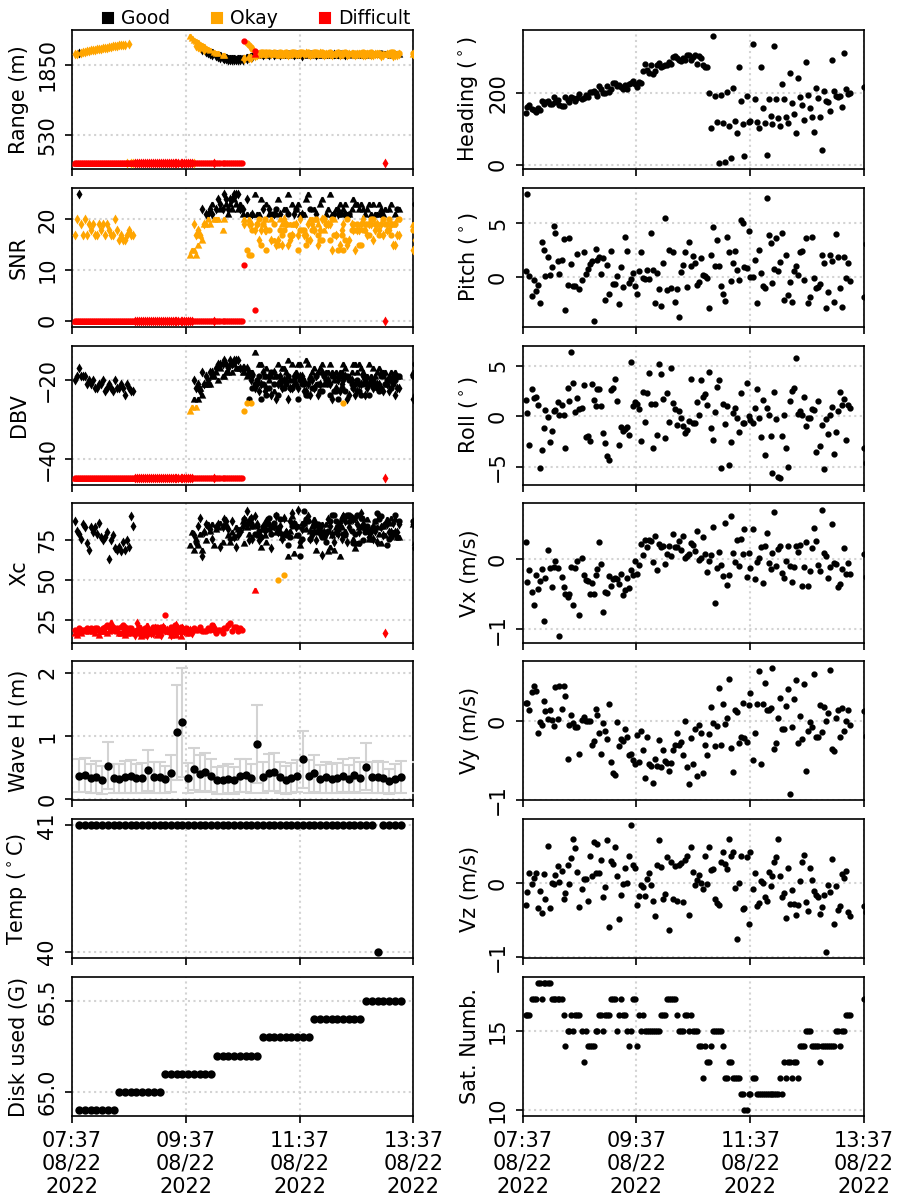 Good Okay Difficult
Range (m)
1850
530
Heading (°)
200
0
SNR
20
10
0
Pitch (°)
5
0
DBV
−20
−40
Roll (°)
5
0
−5
Xc
75
50
25
Vx (m/s)
0
−1
Wave H (m)
2
1
0
Vy (m/s)
0
−1
Temp (°C)
41
40
Vz (m/s)
0
−1
Disk used (G)
65.5
65.0
Sat. Numb.
15
10
07:37 09:37 11:37 13:37
08/22 08/22 08/22 08/22
2022 2022 2022 2022
07:37 09:37 11:37 13:37
08/22 08/22 08/22 08/22
2022 2022 2022 2022